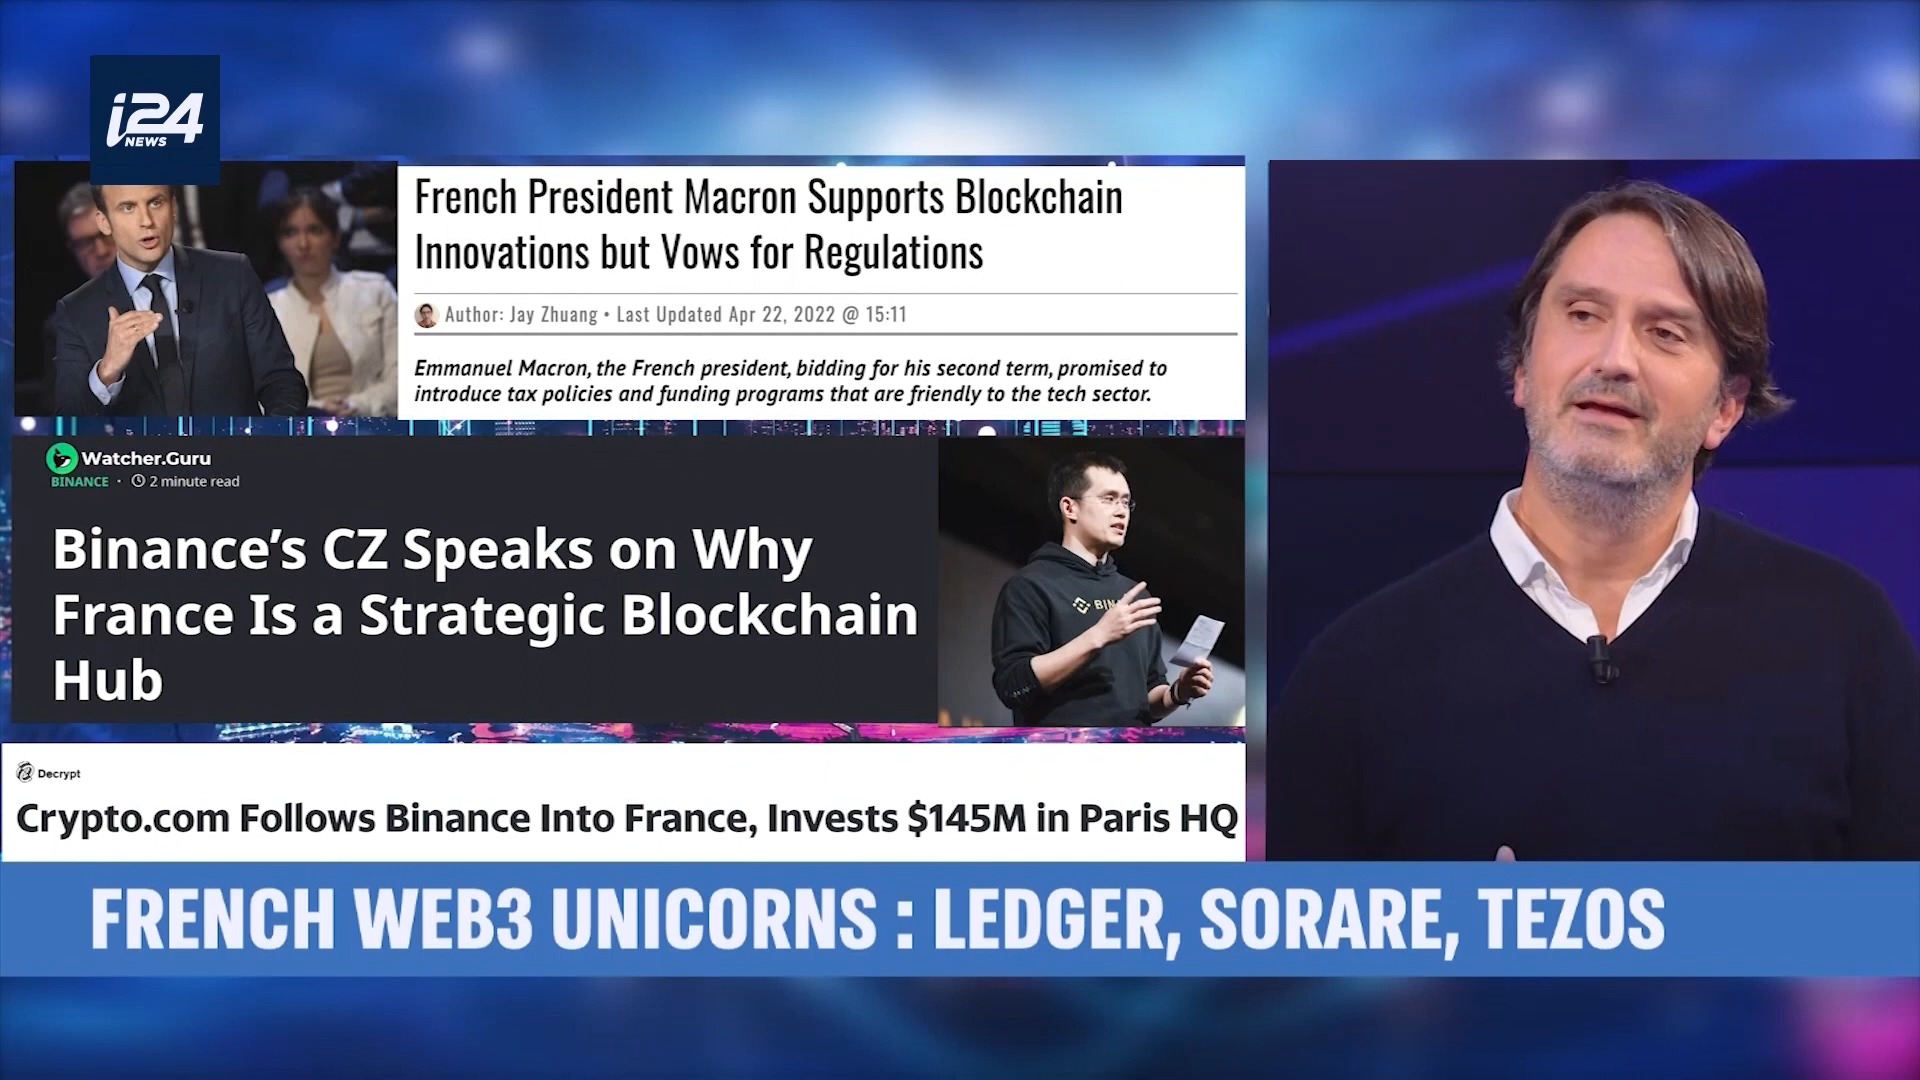 i24
NEWS
French President Macron Supports Blockchain
Innovations but Vows for Regulations
Author: Jay Zhuang • Last Updated Apr 22, 2022 @ 15:11
Emmanuel Macron, the French president, bidding for his second term, promised to
introduce tax policies and funding programs that are friendly to the tech sector.
Watcher.Guru
BINANCE · 2 minute read
Binance’s CZ Speaks on Why
France Is a Strategic Blockchain
Hub
BIN
Decrypt
Crypto.com Follows Binance Into France, Invests $145M in Paris HQ
FRENCH WEB3 UNICORNS : LEDGER, SORARE, TEZOS